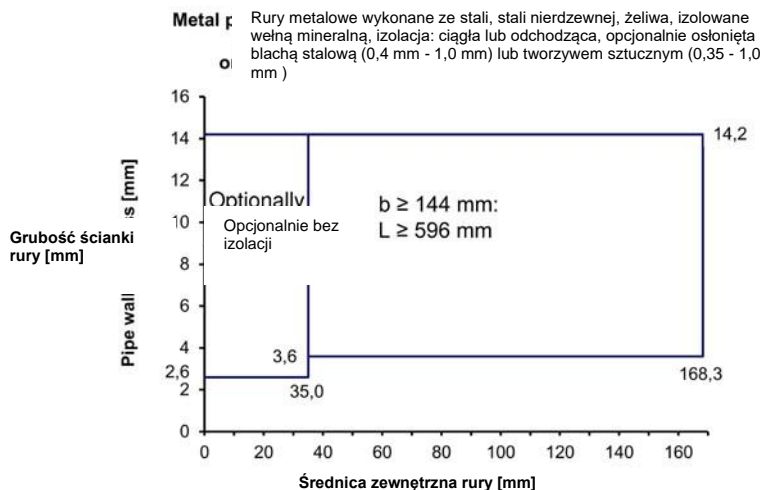 Metal p
Rury metalowe wykonane ze stali, stali nierdzewnej, żeliwa, izolowane
wełną mineralną, izolacja: ciągła lub odchodząca, opcjonalnie osłonięta
blachą stalową (0,4 mm - 1,0 mm) lub tworzywem sztucznym (0,35 - 1,0
mm )
16
14
12
10
8
6
4
2
0
14,2
Optionally
Opcjonalnie bez
izolacji
b ≥ 144 mm:
L ≥ 596 mm
Grubość ścianki
rury [mm]
Pipe wall
s [mm]
3,6
2,6
35,0
168,3
0 20 40 60 80 100 120 140 160
Średnica zewnętrzna rury [mm]